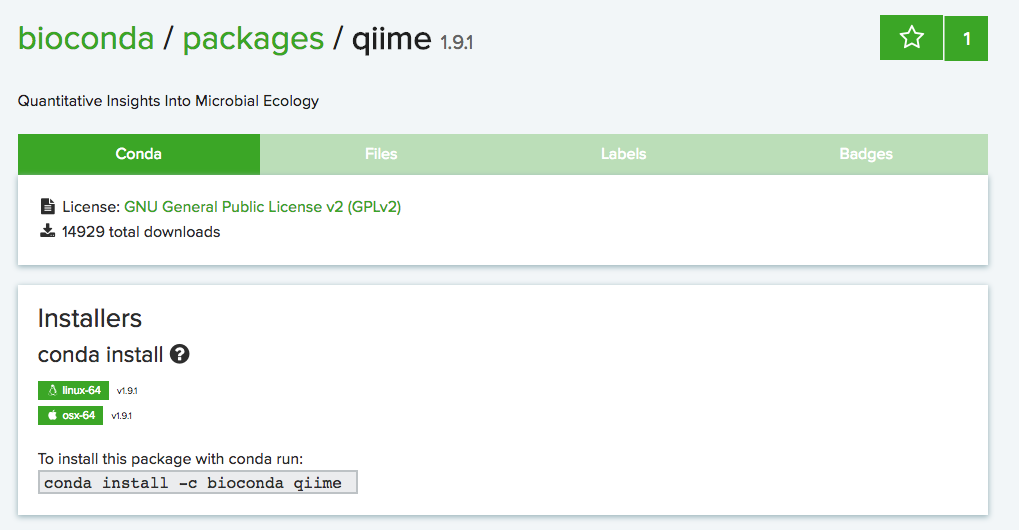 bioconda / packages / qiime 1.9.1
1
Quantitative Insights Into Microbial Ecology
Conda Files Labels Badges
License: GNU General Public License v2 (GPLv2)
14929 total downloads
Installers
conda install ?
linux-64 v1.9.1
osx-64 v1.9.1
To install this package with conda run:
conda install -c bioconda qiime